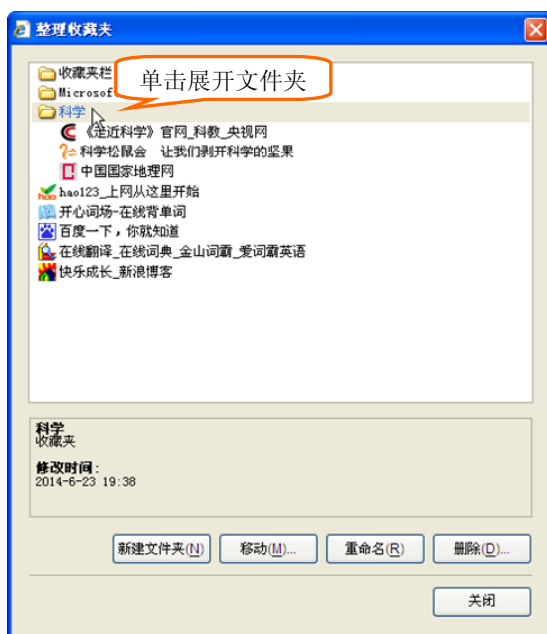 整理收藏夹
收藏夹栏
单击展开文件夹
Microsof
科学
《走近科学》官网_科教_央视网
科学松鼠会 让我们剥开科学的坚果
中国国家地理网
hao123_上网从这里开始
开心词场-在线背单词
百度一下，你就知道
在线翻译_在线词典_金山词霸_爱词霸英语
快乐成长_新浪博客
科学
收藏夹
修改时间:
2014-6-23 19:38
新建文件夹(N) 移动(M)... 重命名(R) 删除(D)...
关闭